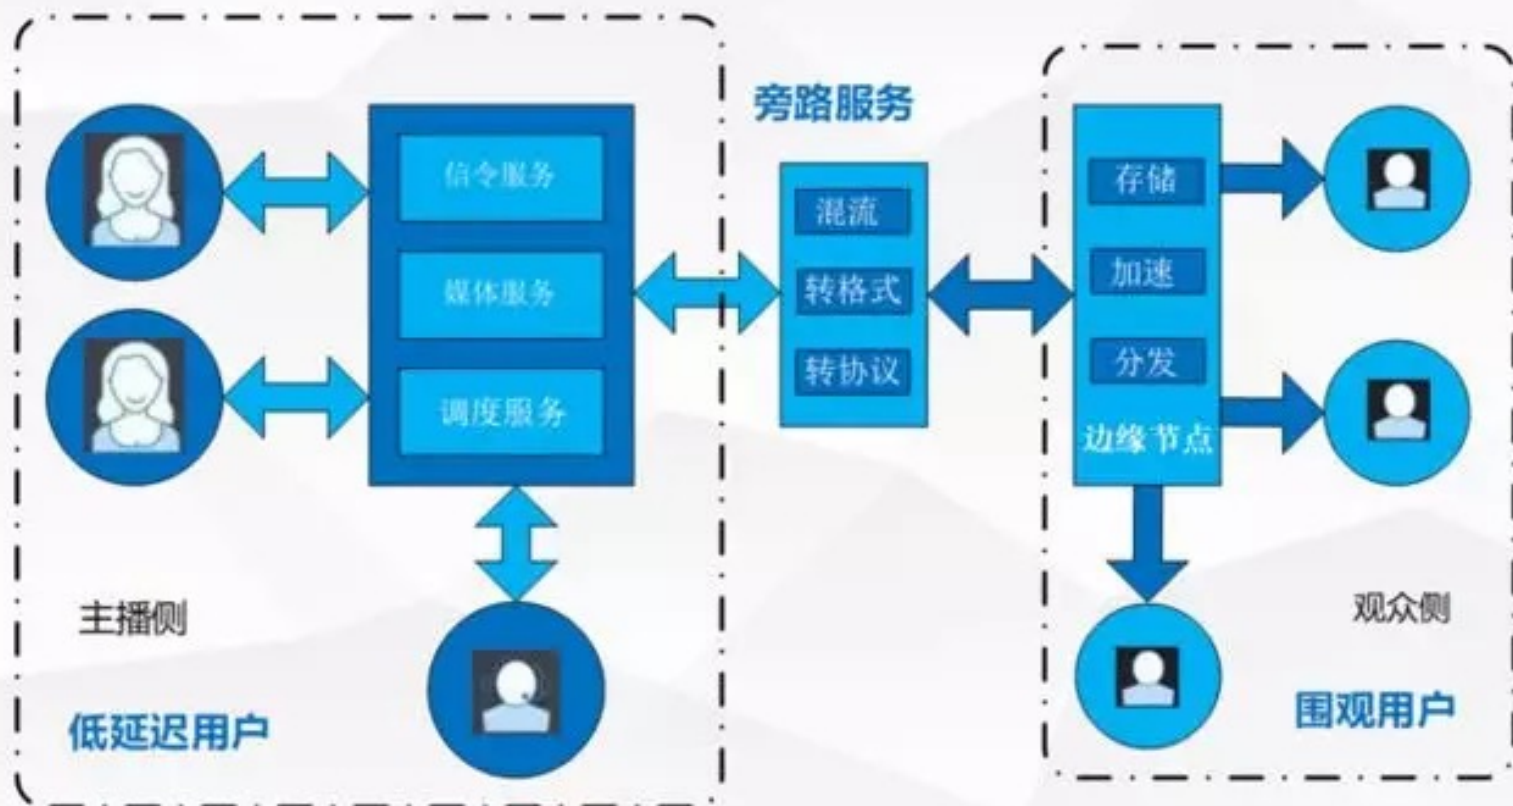 信令服务
媒体服务
调度服务
主播侧
低延迟用户
旁路服务
混流
转格式
转协议
存储
加速
分发
边缘节点
观众侧
围观用户